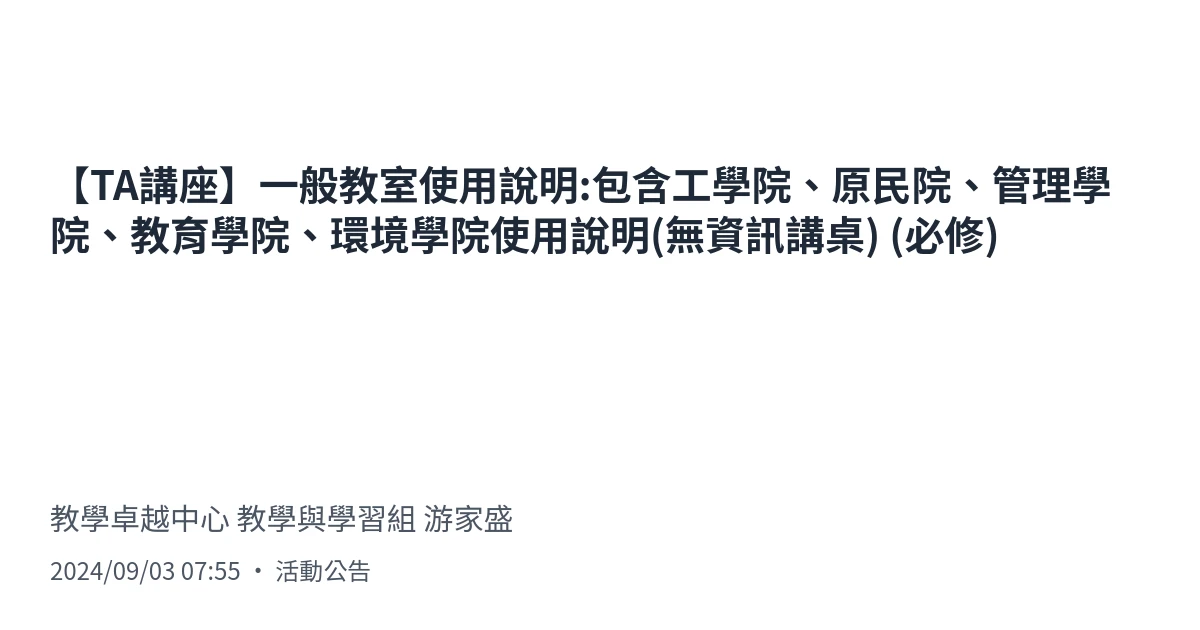 【TA講座】一般教室使用說明:包含工學院、原民院、管理學
院、教育學院、環境學院使用說明(無資訊講桌) (必修)
教學卓越中心 教學與學習組 游家盛
2024/09/03 07:55 • 活動公告